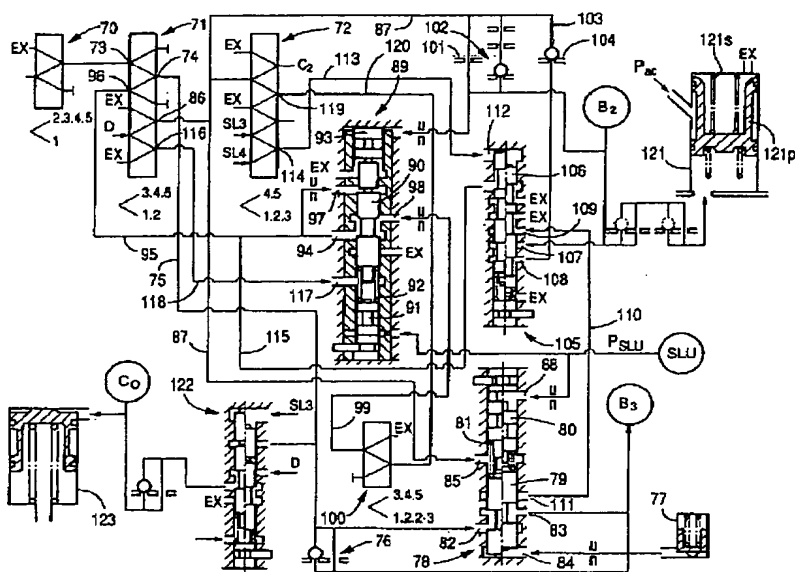 70
71
72
87
102
103
EX
73
74
EX
C2
113
120
89
101
104
121s
EX
PAC
96
EX
86
EX
119
93
112
B2
D
116
SL3
EX
90
106
121
121p
EX
SL4
114
98
EX
2,3,4,5
1
3,4,5
1,2
4,5
1,2,3
97
94
EX
109
107
108
95
75
118
117
92
EX
91
110
105
87
115
PSLU
SLU
68
C0
122
SL3
99
81
80
B3
EX
D
79
85
111
77
EX
100
3,4,5
1,2,2-3
83
123
76
82
78
84